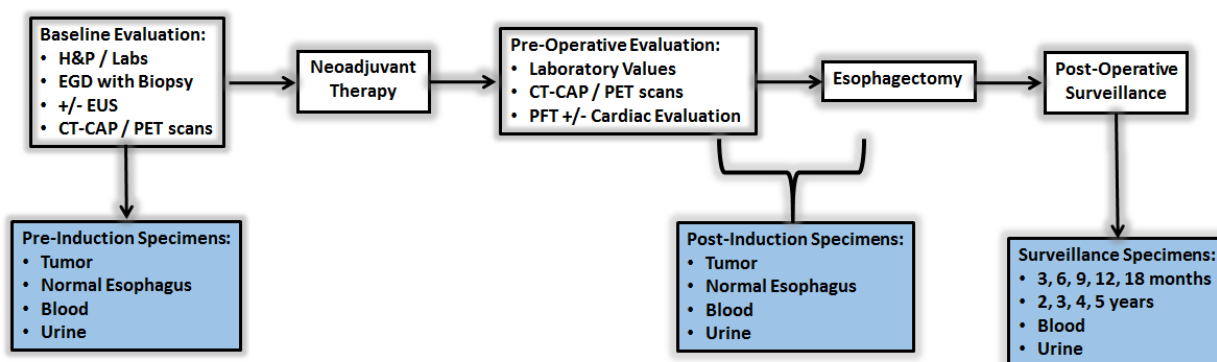 Baseline Evaluation:
• H&P / Labs
• EGD with Biopsy
• +/- EUS
• CT-CAP / PET scans
Neoadjuvant
Therapy
Pre-Operative Evaluation:
• Laboratory Values
• CT-CAP / PET scans
• PFT +/- Cardiac Evaluation
Esophagectomy
Post-Operative
Surveillance
Pre-Induction Specimens:
• Tumor
• Normal Esophagus
• Blood
• Urine
Post-Induction Specimens:
• Tumor
• Normal Esophagus
• Blood
• Urine
Surveillance Specimens:
• 3, 6, 9, 12, 18 months
• 2, 3, 4, 5 years
• Blood
• Urine